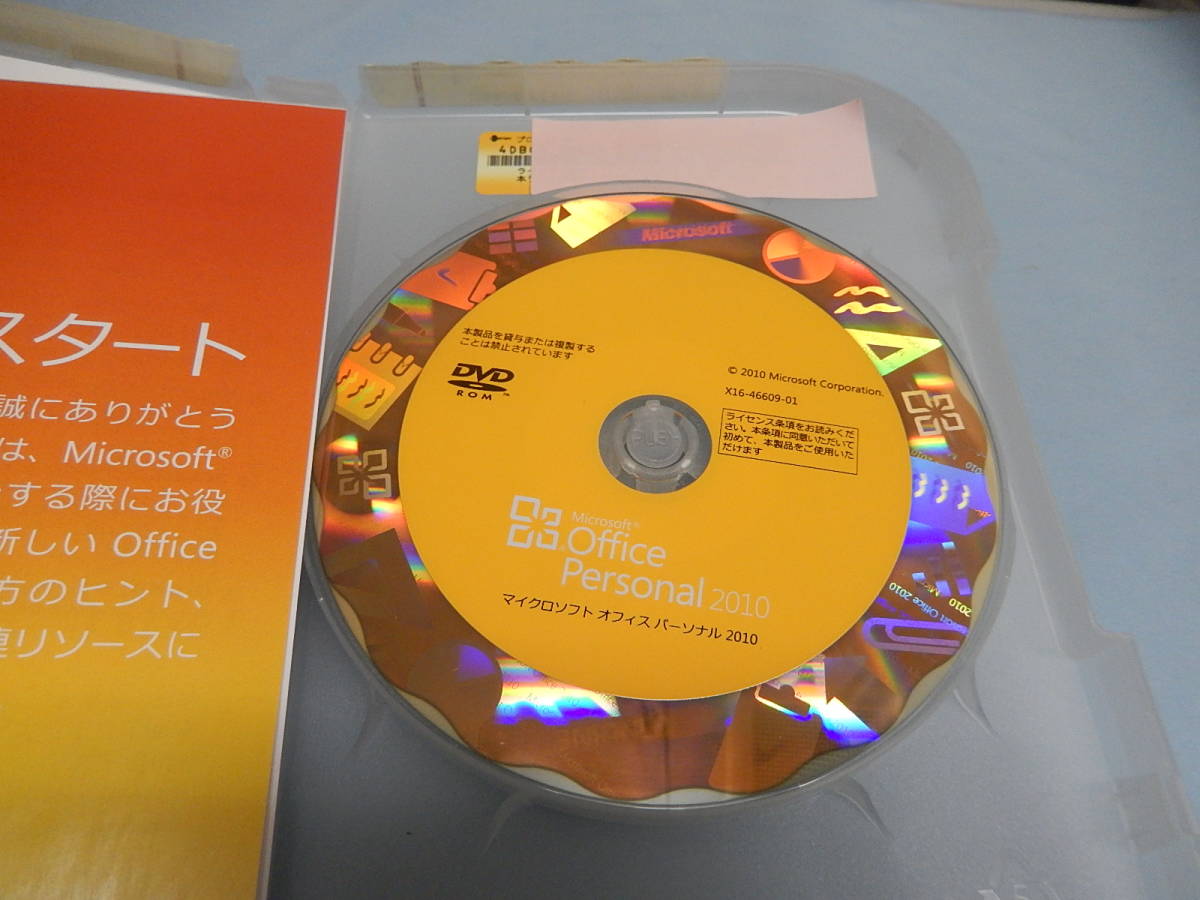 スタート
誠にありがとう
は、Microsoft®
する際にお役
新しい Office
方のヒント、
リソースに
プロ
4DB
Microsoft
本製品を貸与または複製する
ことは禁止されています
DVD
ROM
© 2010 Microsoft Corporation.
X16-46609-01
ライセンス条項をお読みくだ
さい。本条項に同意いただいて
初めて、本製品をご使用いた
だけます
Microsoft®
Office
Personal 2010
マイクロソフト オフィス パーソナル 2010
Microsoft Office 2010